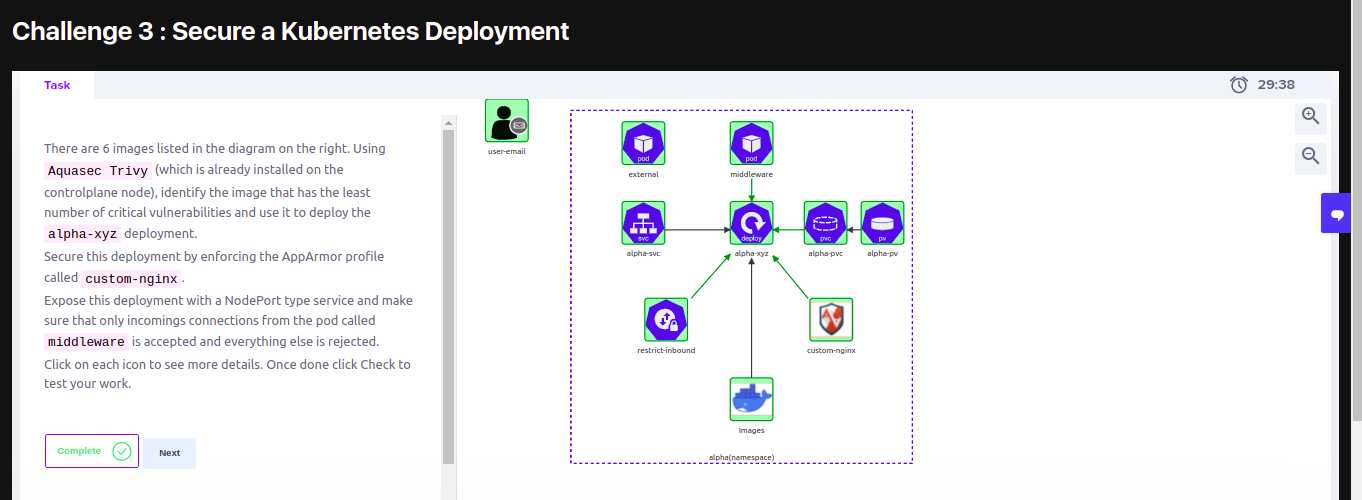 Challenge 3 : Secure a Kubernetes Deployment
Task
29:38
There are 6 images listed in the diagram on the right. Using
Aquasec Trivy (which is already installed on the
controlplane node), identify the image that has the least
number of critical vulnerabilities and use it to deploy the
alpha-xyz deployment.
Secure this deployment by enforcing the AppArmor profile
called custom-nginx.
Expose this deployment with a NodePort type service and make
sure that only incomings connections from the pod called
middleware is accepted and everything else is rejected.
Click on each icon to see more details. Once done click Check to
test your work.
Complete
Next
user-email
pod
external
pod
middleware
svc
alpha-svc
deploy
alpha-xyz
pvc
alpha-pvc
pv
alpha-pv
restrict-inbound
custom-nginx
images
alpha(namespace)